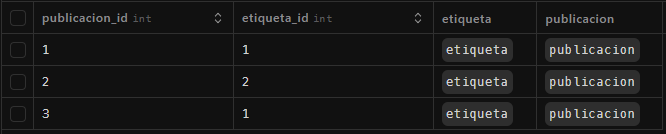 publicacion_id int etiqueta_id int etiqueta publicacion
1 1 etiqueta publicacion
2 2 etiqueta publicacion
3 1 etiqueta publicacion